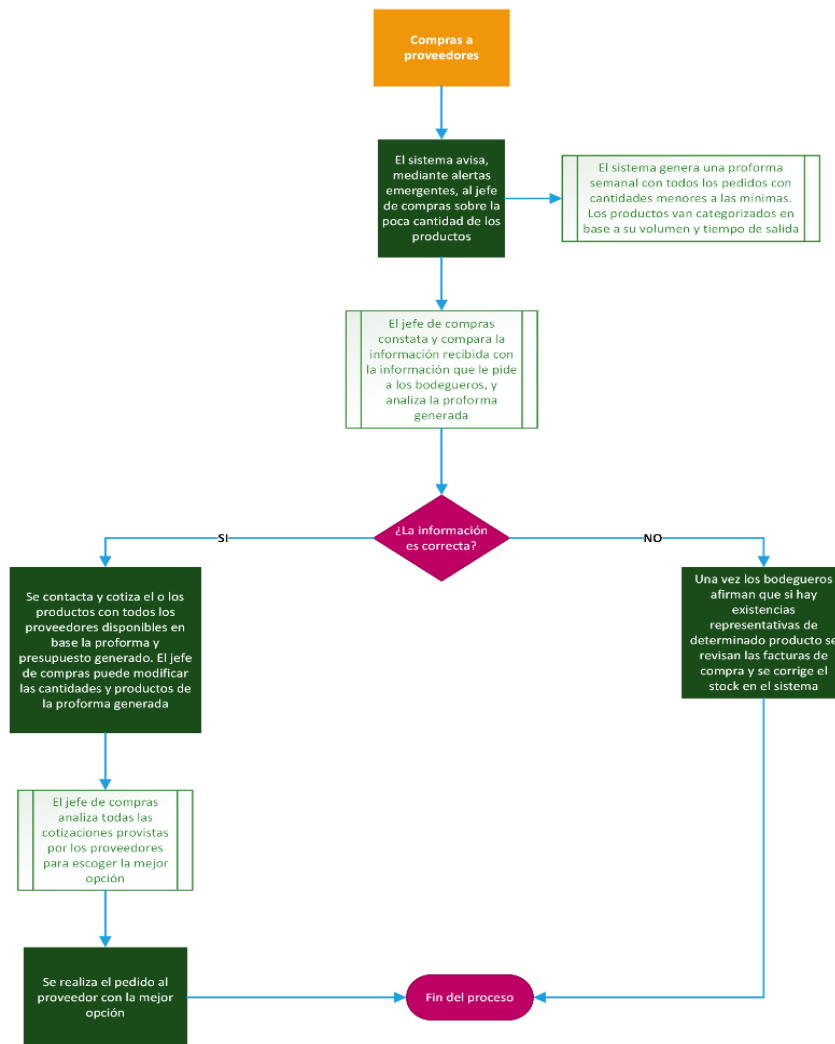 Compras a
proveedores
El sistema avisa,
mediante alertas
emergentes, al jefe
de compras sobre la
poca cantidad de los
productos
El sistema genera una proforma
semanal con todos los pedidos con
cantidades menores a las mínimas.
Los productos van categorizados en
base a su volumen y tiempo de salida
El jefe de compras
constata y compara la
información recibida con
la información que le pide
a los bodegueros, y
analiza la proforma
generada
¿La información
es correcta?
SI
NO
Se contacta y cotiza el o los
productos con todos los
proveedores disponibles en
base la proforma y
presupuesto generado. El jefe
de compras puede modificar
las cantidades y productos de
la proforma generada
Una vez los bodegueros
afirman que si hay
existencias
representativas de
determinado producto se
revisan las facturas de
compra y se corrige el
stock en el sistema
El jefe de compras
analiza todas las
cotizaciones provistas
por los proveedores
para escoger la mejor
opción
Se realiza el pedido al
proveedor con la mejor
opción
Fin del proceso